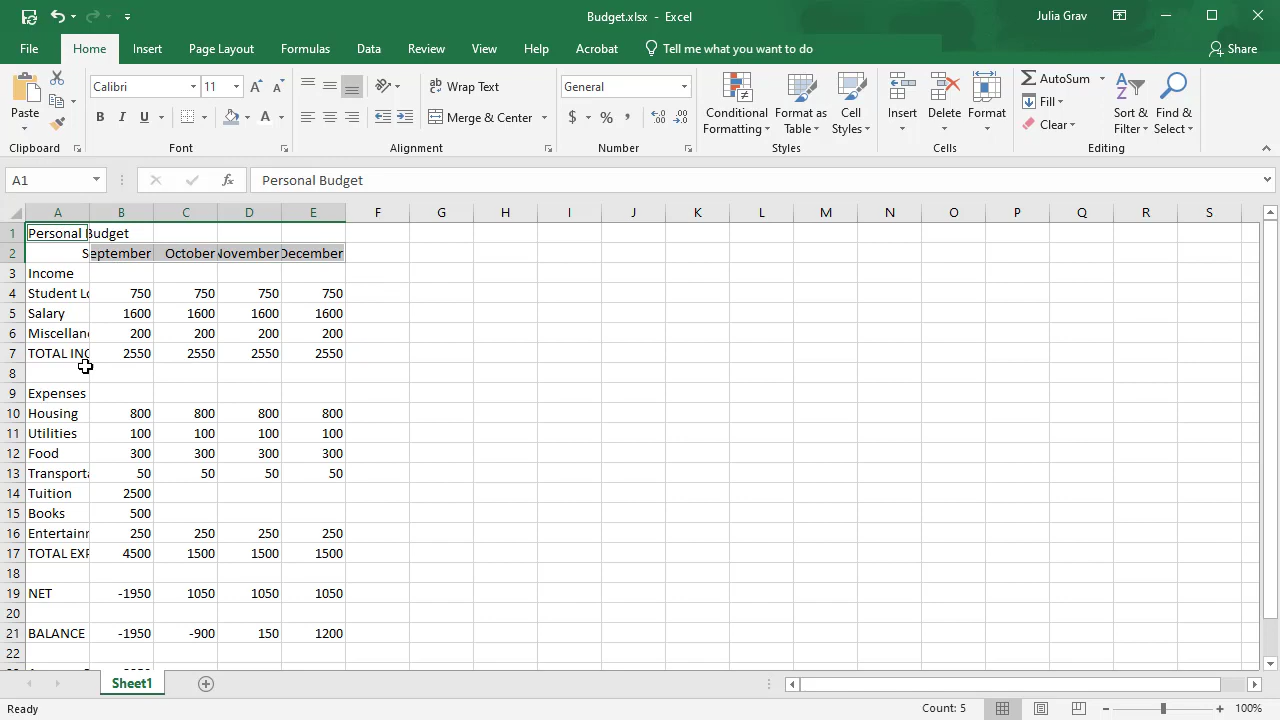 Budget.xlsx - Excel
Julia Grav
File Home Insert Page Layout Formulas Data Review View Help Acrobat Tell me what you want to do Share
Paste
Clipboard
Calibri 11
B I U
A
Font
Wrap Text
Merge & Center
Alignment
General
$ % ,
Number
Conditional Formatting
Format as Table
Cell Styles
Styles
Insert
Delete
Format
Cells
AutoSum
Fill
Clear
Sort & Filter
Find & Select
Editing
A1 fx Personal Budget
A B C D E F G H I J K L M N O P Q R S
1 Personal Budget
2 September October November December
3 Income
4 Student Lo 750 750 750 750
5 Salary 1600 1600 1600 1600
6 Miscellan 200 200 200 200
7 TOTAL INC 2550 2550 2550 2550
8
9 Expenses
10 Housing 800 800 800 800
11 Utilities 100 100 100 100
12 Food 300 300 300 300
13 Transporta 50 50 50 50
14 Tuition 2500
15 Books 500
16 Entertainn 250 250 250 250
17 TOTAL EXP 4500 1500 1500 1500
18
19 NET -1950 1050 1050 1050
20
21 BALANCE -1950 -900 150 1200
22
Sheet1
Ready Count: 5 100%